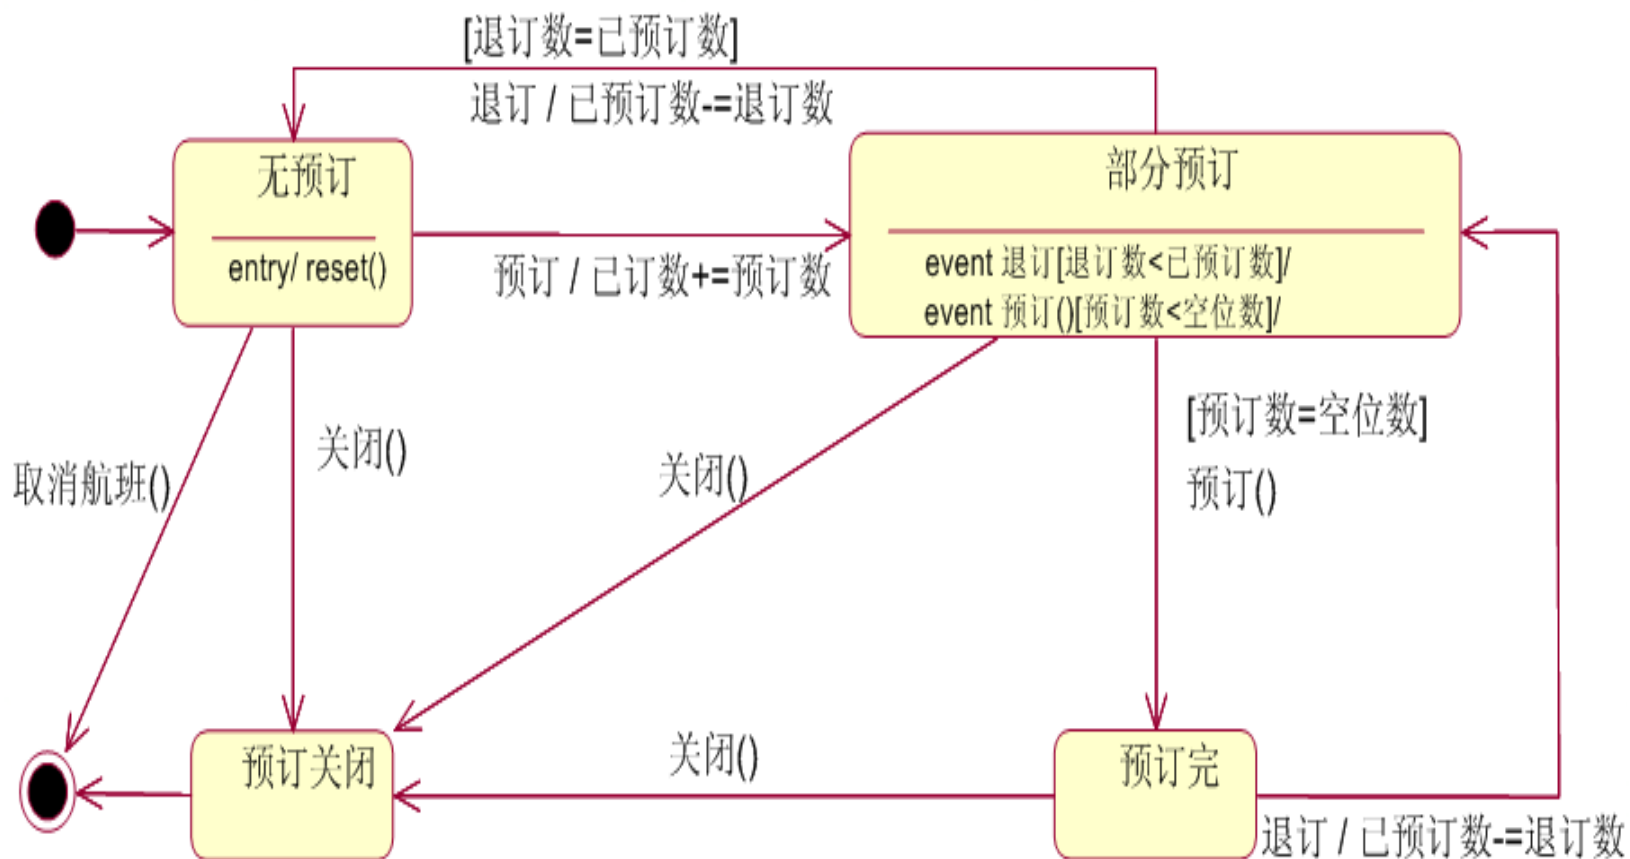 [退订数=已预订数]
退订 / 已预订数-=退订数
无预订
entry/ reset()
预订 / 已订数+=预订数
部分预订
event 退订[退订数<已预订数]/
event 预订()[预订数<空位数]/
取消航班()
关闭()
关闭()
[预订数=空位数]
预订()
预订关闭
关闭()
预订完
退订 / 已预订数-=退订数